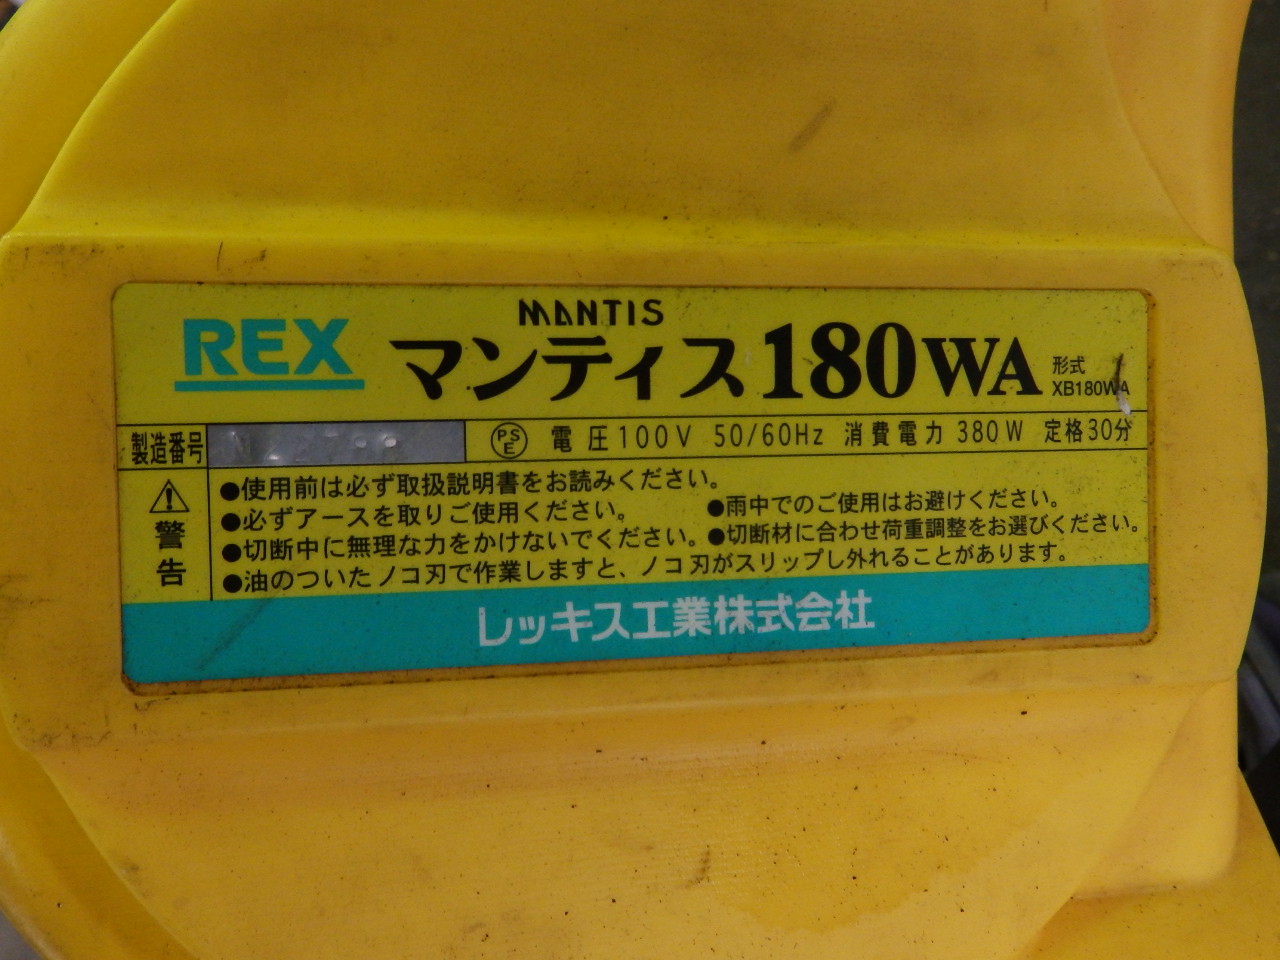 REX
MANTIS
マンティス180WA
形式
XB180WA
製造番号
PSE
電圧100V 50/60Hz 消費電力 380W 定格30分
警告
●使用前は必ず取扱説明書をお読みください。
●必ずアースを取りご使用ください。
●雨中でのご使用はお避けください。
●切断中に無理な力をかけないでください。
●切断材に合わせ荷重調整をお選びください。
●油のついたノコ刃で作業しますと、ノコ刃がスリップし外れることがあります。
レッキス工業株式会社